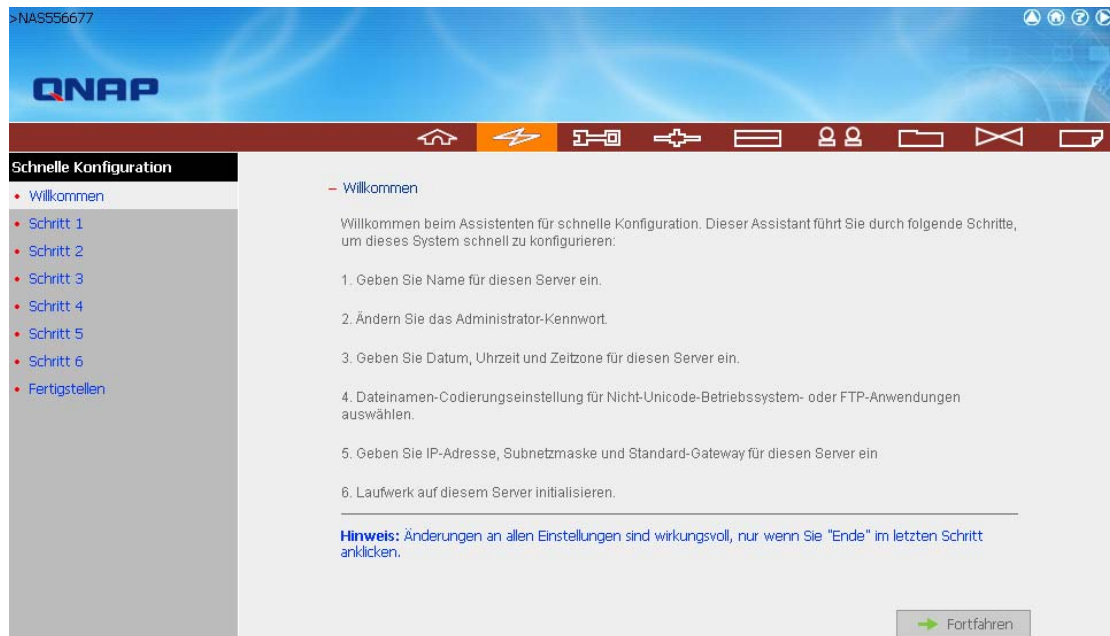 >NAS556677
QNAP
Schnelle Konfiguration
• Willkommen
• Schritt 1
• Schritt 2
• Schritt 3
• Schritt 4
• Schritt 5
• Schritt 6
• Fertigstellen
– Willkommen
Willkommen beim Assistenten für schnelle Konfiguration. Dieser Assistant führt Sie durch folgende Schritte,
um dieses System schnell zu konfigurieren:
1. Geben Sie Name für diesen Server ein.
2. Ändern Sie das Administrator-Kennwort.
3. Geben Sie Datum, Uhrzeit und Zeitzone für diesen Server ein.
4. Dateinamen-Codierungseinstellung für Nicht-Unicode-Betriebssystem- oder FTP-Anwendungen
auswählen.
5. Geben Sie IP-Adresse, Subnetzmaske und Standard-Gateway für diesen Server ein
6. Laufwerk auf diesem Server initialisieren.
Hinweis: Änderungen an allen Einstellungen sind wirkungsvoll, nur wenn Sie "Ende" im letzten Schritt
anklicken.
Fortfahren